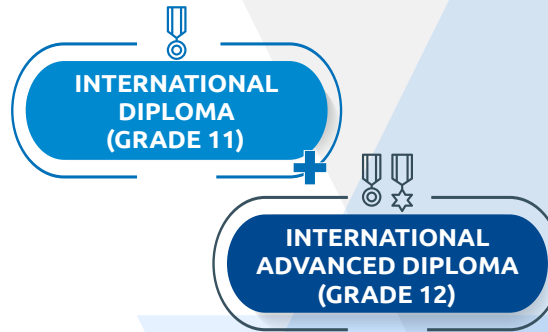 INTERNATIONAL
DIPLOMA
(GRADE 11)
INTERNATIONAL
ADVANCED DIPLOMA
(GRADE 12)